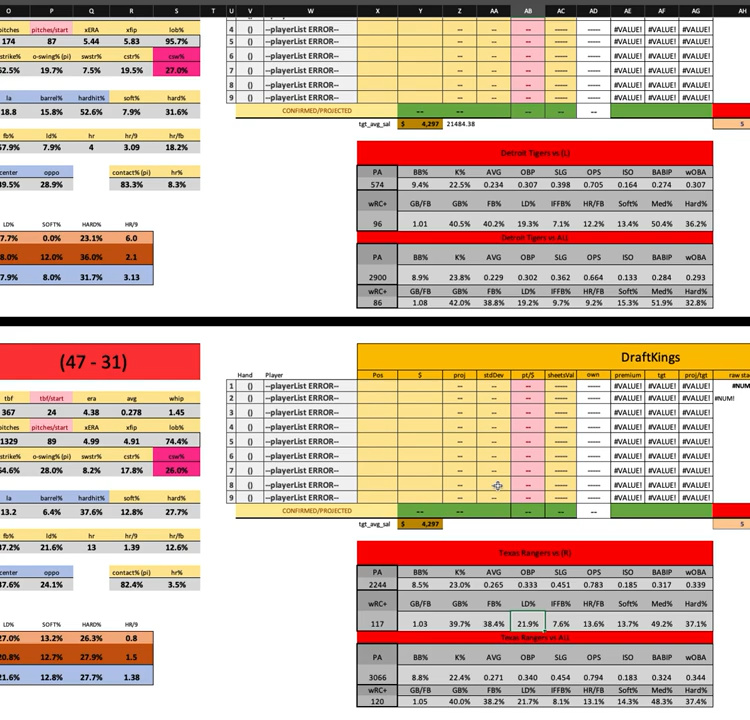 O P Q R S U V W X Y Z AA AB AC AD AE AF AG AH
pitches pitches/start xERA xfip lob%
174 87 5.44 5.83 95.7%
strike% o-swing% (pi) swstr% cstr% csw%
52.5% 19.7% 7.5% 19.5% 27.0%
la barrel% hardhit% soft% hard%
18.8 15.8% 52.6% 7.9% 31.6%
fb% ld% hr hr/9 hr/fb
57.9% 7.9% 4 3.09 18.2%
center oppo contact% (pi) hr%
39.5% 28.9% 83.3% 8.3%
LD% SOFT% HARD% HR/9
7.7% 0.0% 23.1% 6.0
8.0% 12.0% 36.0% 2.1
7.9% 8.0% 31.7% 3.13
4 () --playerList ERROR-- -- -- -- ----- ----- #VALUE! #VALUE! #VALUE!
5 () --playerList ERROR-- -- -- -- ----- ----- #VALUE! #VALUE! #VALUE!
6 () --playerList ERROR-- -- -- -- ----- ----- #VALUE! #VALUE! #VALUE!
7 () --playerList ERROR-- -- -- -- ----- ----- #VALUE! #VALUE! #VALUE!
8 () --playerList ERROR-- -- -- -- ----- ----- #VALUE! #VALUE! #VALUE!
9 () --playerList ERROR-- -- -- -- ----- ----- #VALUE! #VALUE! #VALUE!
CONFIRMED/PROJECTED -- -- -- -- --
tgt_avg_sal $ 4,297 21484.38 5
Detroit Tigers vs (L)
PA BB% K% AVG OBP SLG OPS ISO BABIP wOBA
574 9.4% 22.5% 0.234 0.307 0.398 0.705 0.164 0.274 0.307
wRC+ GB/FB GB% FB% LD% IFFB% HR/FB Soft% Med% Hard%
96 1.01 40.5% 40.2% 19.3% 7.1% 12.2% 13.4% 50.4% 36.2%
Detroit Tigers vs ALL
PA BB% K% AVG OBP SLG OPS ISO BABIP wOBA
2900 8.9% 23.8% 0.234 0.302 0.362 0.664 0.133 0.284 0.293
wRC+ GB/FB GB% FB% LD% IFFB% HR/FB Soft% Med% Hard%
86 1.08 42.0% 38.8% 19.2% 9.7% 9.2% 15.3% 51.9% 32.8%
(47 - 31)
tbf tbf/start era avg whip
367 24 4.38 0.278 1.45
pitches pitches/start xERA xfip lob%
1329 89 4.99 4.91 74.4%
strike% o-swing% (pi) swstr% cstr% csw%
64.6% 28.0% 8.2% 17.8% 26.0%
la barrel% hardhit% soft% hard%
13.2 6.4% 37.6% 12.8% 27.7%
fb% ld% hr hr/9 hr/fb
37.2% 21.6% 13 1.39 12.6%
center oppo contact% (pi) hr%
37.6% 24.1% 82.4% 3.5%
LD% SOFT% HARD% HR/9
27.0% 13.2% 26.3% 0.8
20.8% 12.7% 27.9% 1.5
21.6% 12.8% 27.7% 1.38
DraftKings
Hand Player Pos $ proj stdDev pt/$ sheetsVal own premium tgt proj/tgt raw sta
1 () --playerList ERROR-- -- -- -- ----- ----- #VALUE! #VALUE! #VALUE! #NUM
2 () --playerList ERROR-- -- -- -- ----- ----- #VALUE! #VALUE! #VALUE! #NUM!
3 () --playerList ERROR-- -- -- -- ----- ----- #VALUE! #VALUE! #VALUE!
4 () --playerList ERROR-- -- -- -- ----- ----- #VALUE! #VALUE! #VALUE!
5 () --playerList ERROR-- -- -- -- ----- ----- #VALUE! #VALUE! #VALUE!
6 () --playerList ERROR-- -- -- -- ----- ----- #VALUE! #VALUE! #VALUE!
7 () --playerList ERROR-- -- -- -- ----- ----- #VALUE! #VALUE! #VALUE!
8 () --playerList ERROR-- -- -- -- ----- ----- #VALUE! #VALUE! #VALUE!
9 () --playerList ERROR-- -- -- -- ----- ----- #VALUE! #VALUE! #VALUE!
CONFIRMED/PROJECTED -- -- -- -- --
tgt_avg_sal $ 4,297 5
Texas Rangers vs (R)
PA BB% K% AVG OBP SLG OPS ISO BABIP wOBA
2244 8.5% 23.0% 0.265 0.333 0.451 0.783 0.185 0.317 0.339
wRC+ GB/FB GB% FB% LD% IFFB% HR/FB Soft% Med% Hard%
117 1.03 39.7% 38.4% 21.9% 7.6% 13.6% 13.7% 49.2% 37.1%
Texas Rangers vs ALL
PA BB% K% AVG OBP SLG OPS ISO BABIP wOBA
3066 8.8% 22.4% 0.271 0.340 0.454 0.794 0.183 0.324 0.344
wRC+ GB/FB GB% FB% LD% IFFB% HR/FB Soft% Med% Hard%
120 1.05 40.0% 38.2% 21.7% 8.1% 13.1% 14.3% 48.3% 37.4%